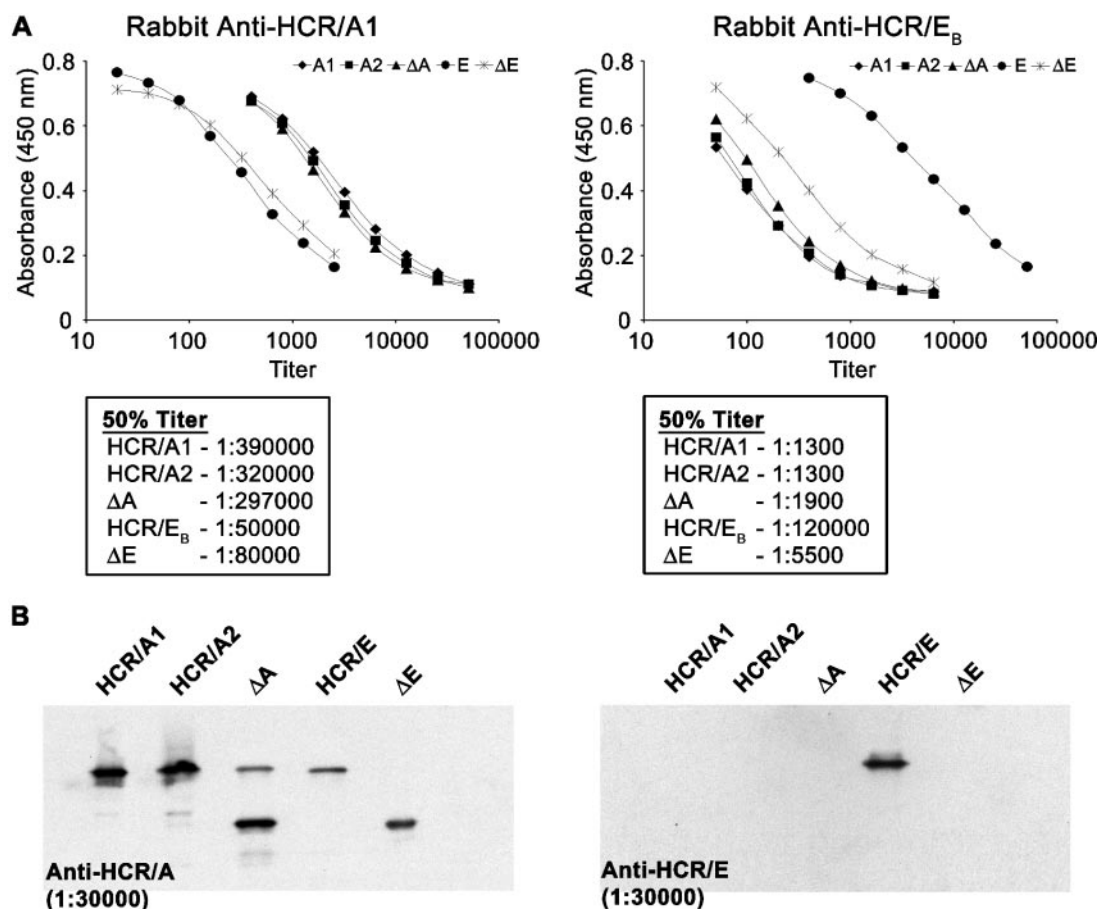 A
Rabbit Anti-HCR/A1
A1 A2 ΔA E ΔE
0.8
0.6
0.4
0.2
0
Absorbance (450 nm)
10 100 1000 10000 100000
Titer
50% Titer
HCR/A1 - 1:390000
HCR/A2 - 1:320000
ΔA - 1:297000
HCR/E_B - 1:50000
ΔE - 1:80000
Rabbit Anti-HCR/E_B
A1 A2 ΔA E ΔE
0.8
0.6
0.4
0.2
0
Absorbance (450 nm)
10 100 1000 10000 100000
Titer
50% Titer
HCR/A1 - 1:1300
HCR/A2 - 1:1300
ΔA - 1:1900
HCR/E_B - 1:120000
ΔE - 1:5500
B
HCR/A1 HCR/A2 ΔA HCR/E ΔE
Anti-HCR/A
(1:30000)
HCR/A1 HCR/A2 ΔA HCR/E ΔE
Anti-HCR/E
(1:30000)